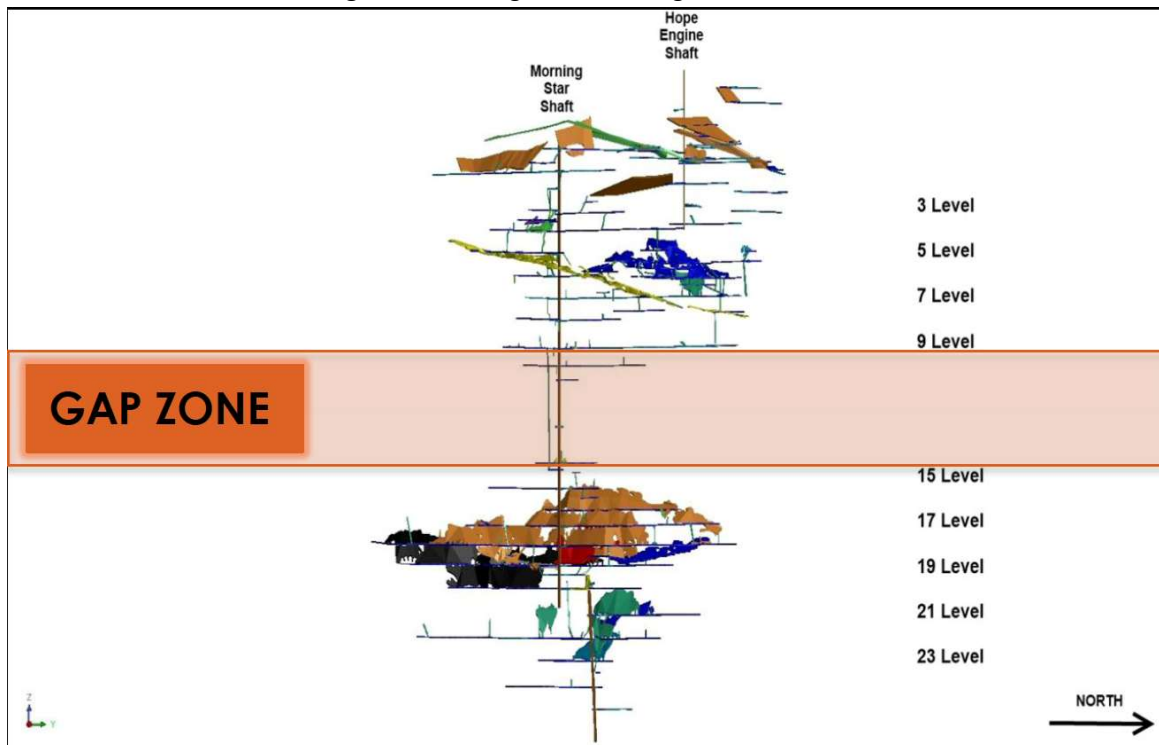 Hope
Engine
Shaft
Morning
Star
Shaft
3 Level
5 Level
7 Level
9 Level
GAP ZONE
15 Level
17 Level
19 Level
21 Level
23 Level
NORTH
Z
Y